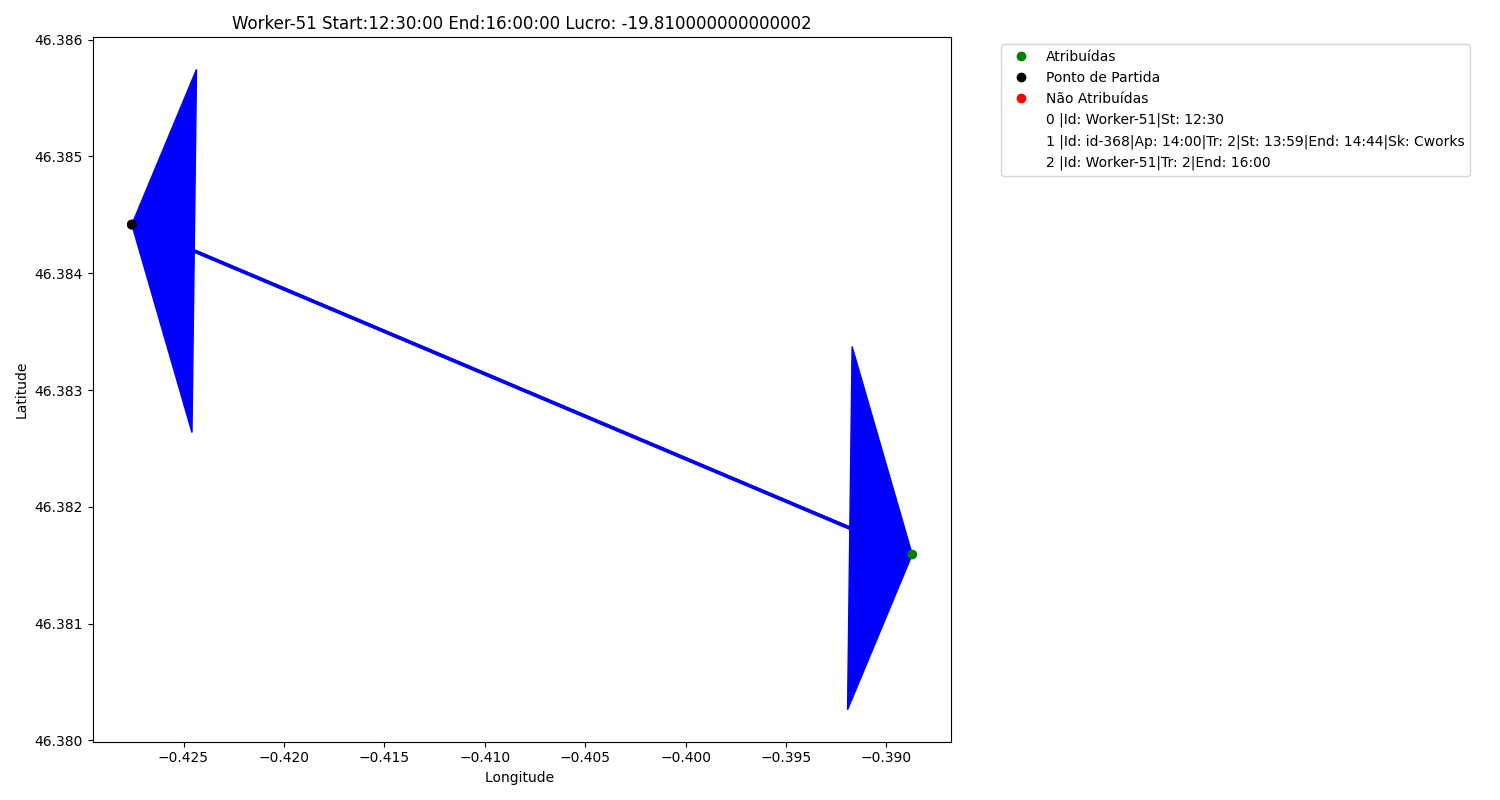 Worker-51 Start:12:30:00 End:16:00:00 Lucro: -19.810000000000002
46.386
46.385
46.384
46.383
46.382
46.381
46.380
Latitude
−0.425
−0.420
−0.415
−0.410
−0.405
−0.400
−0.395
−0.390
Longitude
Atribuídas
Ponto de Partida
Não Atribuídas
0 |Id: Worker-51|St: 12:30
1 |Id: id-368|Ap: 14:00|Tr: 2|St: 13:59|End: 14:44|Sk: Cworks
2 |Id: Worker-51|Tr: 2|End: 16:00